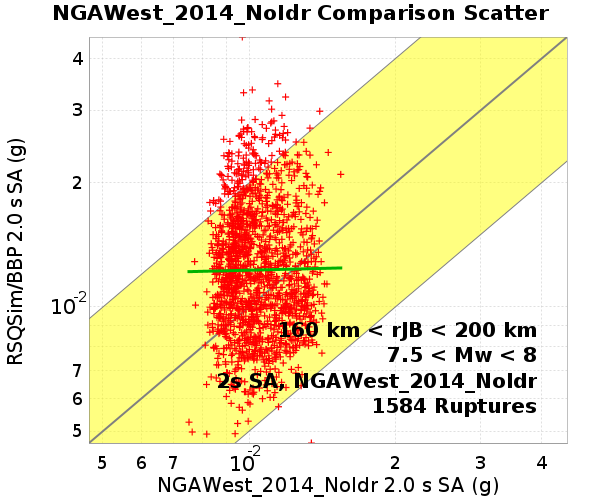 NGAWest_2014_NoIdr Comparison Scatter
RSQSim/BBP 2.0 s SA (g)
4
3
2
10^-2
7
6
5
160 km < rJB < 200 km
7.5 < Mw < 8
2s SA, NGAWest_2014_NoIdr
1584 Ruptures
5 6 7 10^-2 2 3 4
NGAWest_2014_NoIdr 2.0 s SA (g)